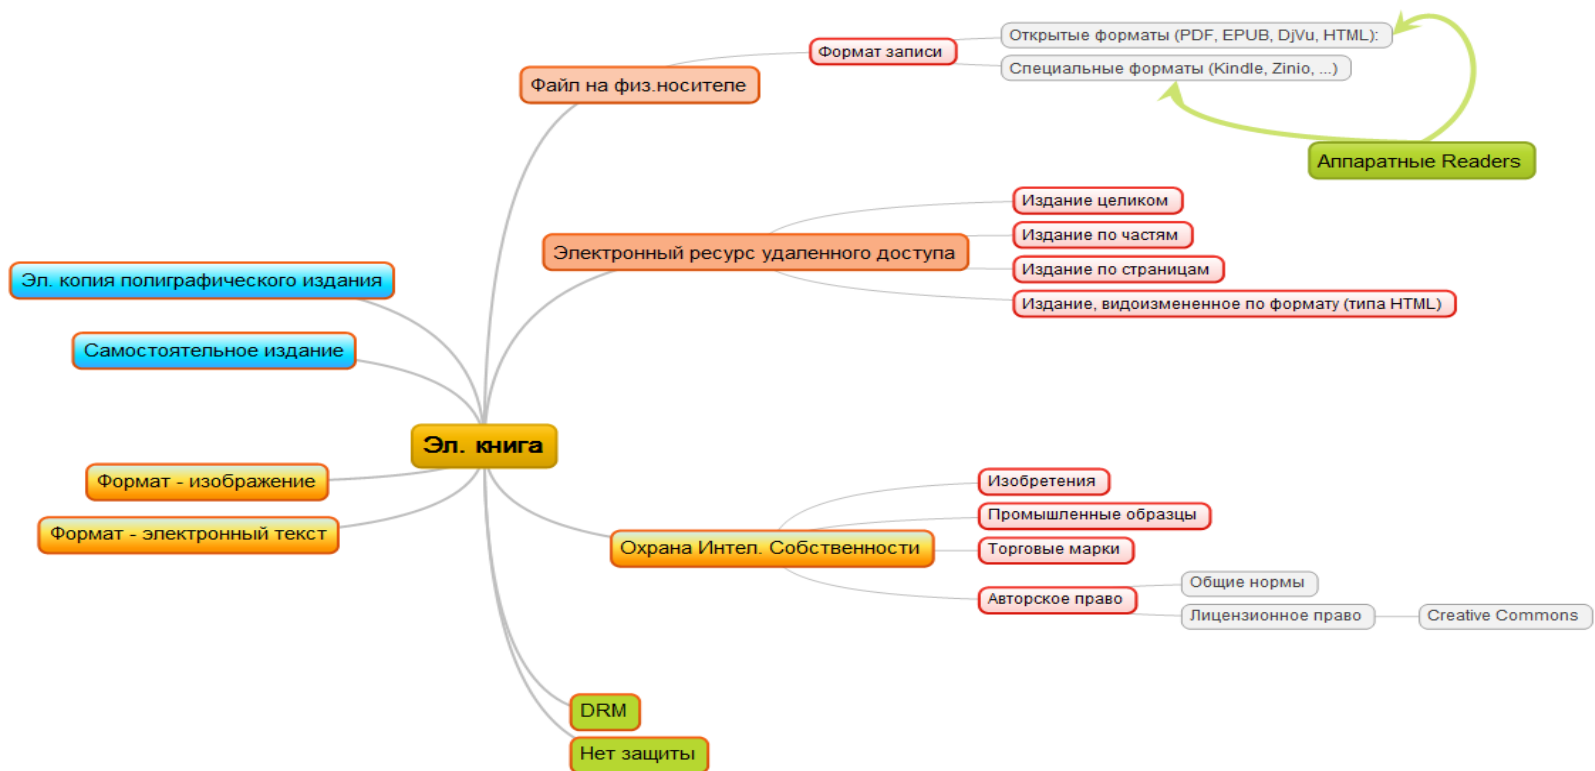 Открытые форматы (PDF, EPUB, DjVu, HTML):
Формат записи
Специальные форматы (Kindle, Zinio, ...)
Файл на физ.носителе
Аппаратные Readers
Издание целиком
Издание по частям
Электронный ресурс удаленного доступа
Издание по страницам
Издание, видоизмененное по формату (типа HTML)
Эл. копия полиграфического издания
Самостоятельное издание
Эл. книга
Формат - изображение
Формат - электронный текст
Изобретения
Промышленные образцы
Охрана Интел. Собственности
Торговые марки
Авторское право
Общие нормы
Лицензионное право
Creative Commons
DRM
Нет защиты